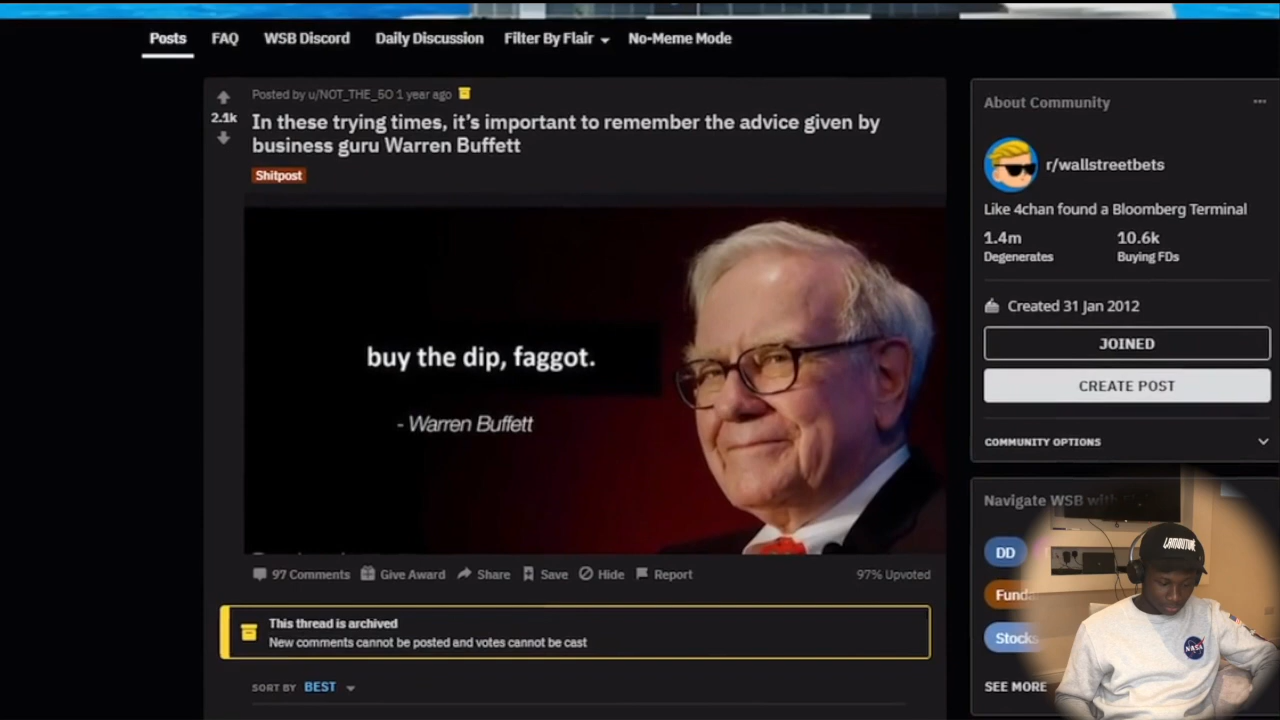 Posts FAQ WSB Discord Daily Discussion Filter By Flair No-Meme Mode
Posted by u/NOT_THE_50 1 year ago
2.1k
In these trying times, it's important to remember the advice given by
business guru Warren Buffett
Shitpost
buy the dip, faggot.
- Warren Buffett
97 Comments Give Award Share Save Hide Report 97% Upvoted
This thread is archived
New comments cannot be posted and votes cannot be cast
SORT BY BEST
About Community
r/wallstreetbets
Like 4chan found a Bloomberg Terminal
1.4m 10.6k
Degenerates Buying FDs
Created 31 Jan 2012
JOINED
CREATE POST
COMMUNITY OPTIONS
Navigate WSB with
DD
Funda
Stocks
SEE MORE
NASA